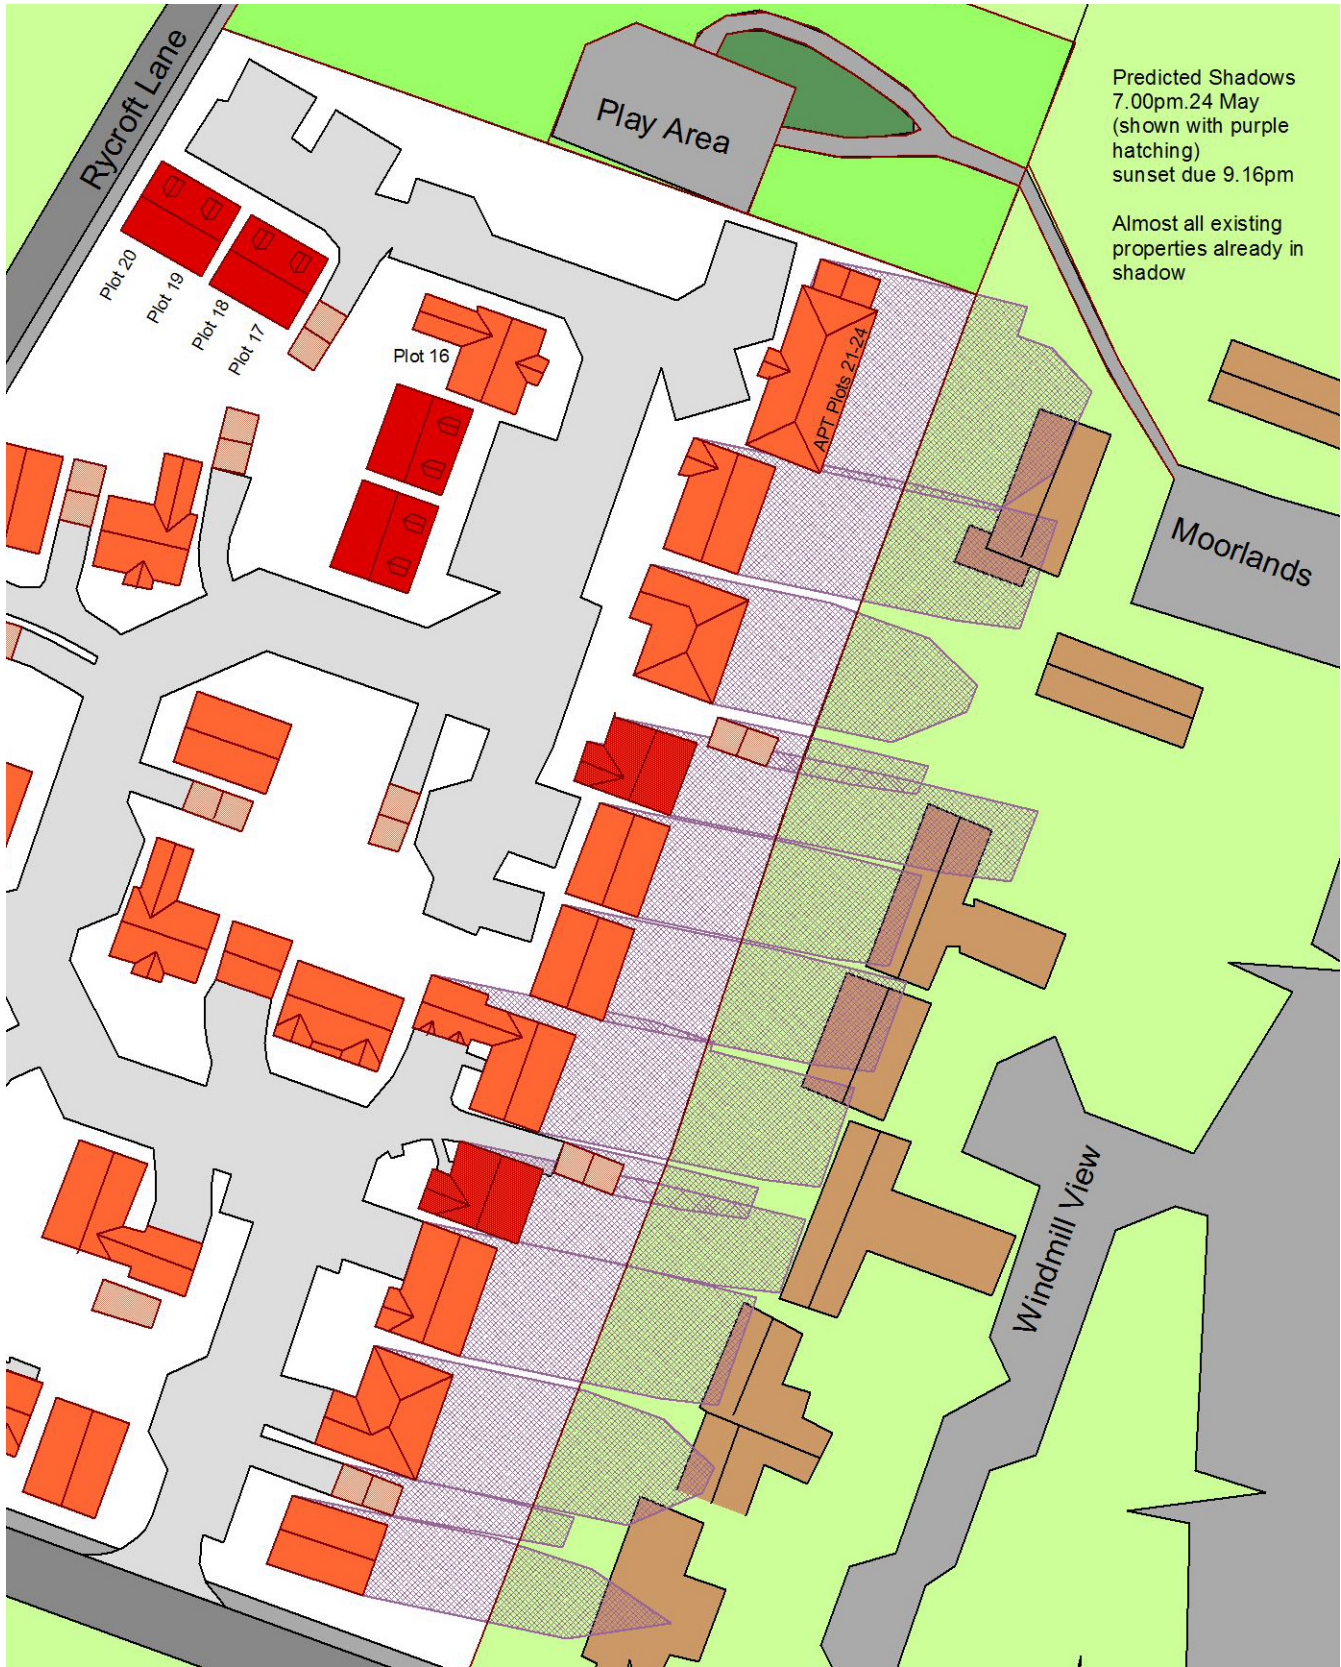 Rycroft Lane
Play Area
Predicted Shadows
7.00pm.24 May
(shown with purple
hatching)
sunset due 9.16pm
Almost all existing
properties already in
shadow
Plot 20
Plot 19
Plot 18
Plot 17
Plot 16
APT Plots 21-24
Moorlands
Windmill View